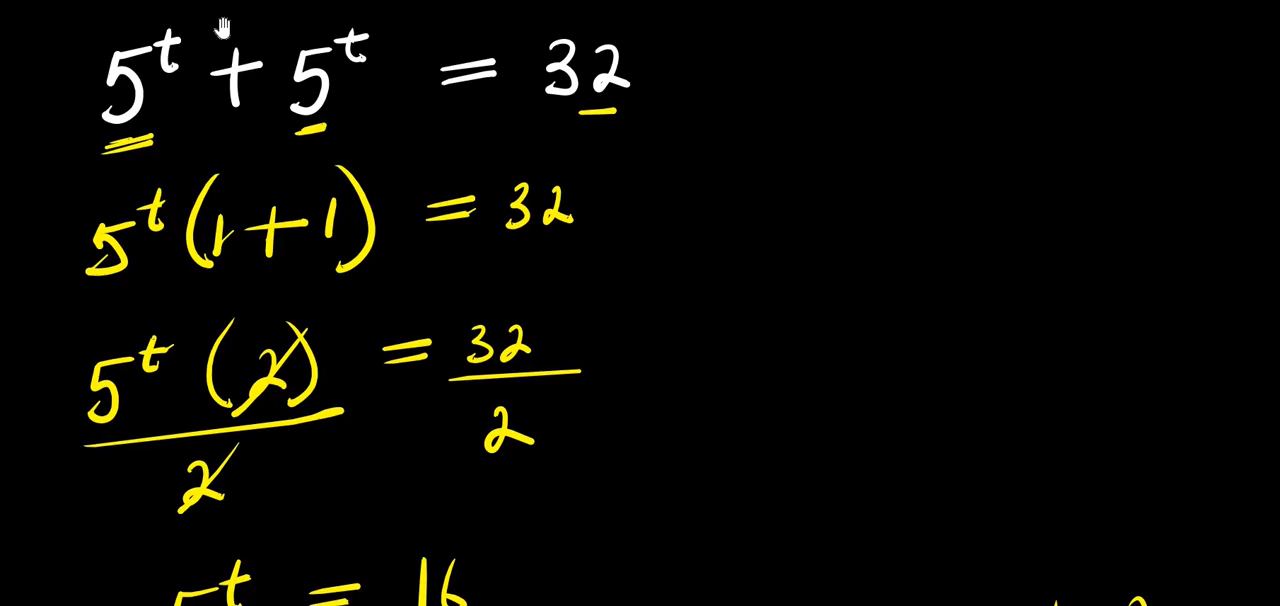 5^t + 5^t = 32
5^t (1 + 1) = 32
5^t (2) / 2 = 32 / 2
5^t = 16